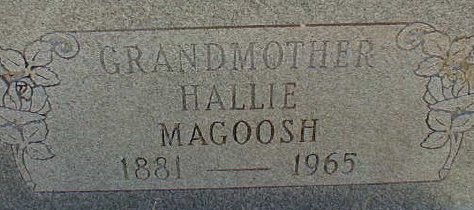 GRANDMOTHER
HALLIE
MAGOOSH
1881 — 1965